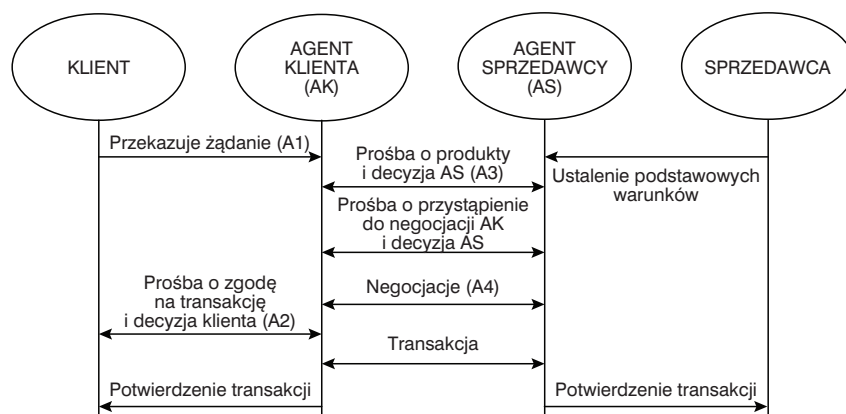 KLIENT
AGENT
KLIENTA
(AK)
AGENT
SPRZEDAWCY
(AS)
SPRZEDAWCA
Przekazuje żądanie (A1)
Prośba o produkty
i decyzja AS (A3)
Ustalenie podstawowych
warunków
Prośba o przystąpienie
do negocjacji AK
i decyzja AS
Prośba o zgodę
na transakcję
i decyzja klienta (A2)
Negocjacje (A4)
Transakcja
Potwierdzenie transakcji
Potwierdzenie transakcji